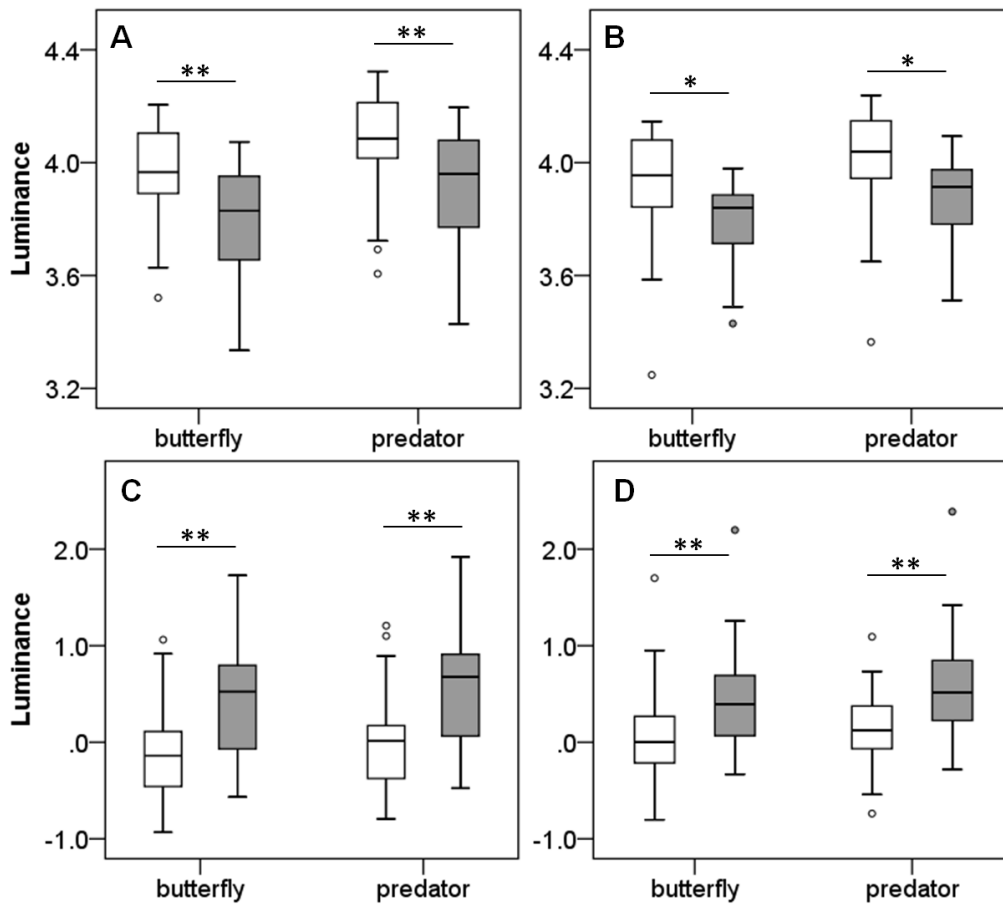 A
B
**
**
*
*
4.4
4.0
3.6
3.2
Luminance
4.4
4.0
3.6
3.2
Luminance
butterfly
predator
butterfly
predator
C
D
**
**
**
**
2.0
1.0
.0
-1.0
Luminance
2.0
1.0
.0
-1.0
Luminance
butterfly
predator
butterfly
predator